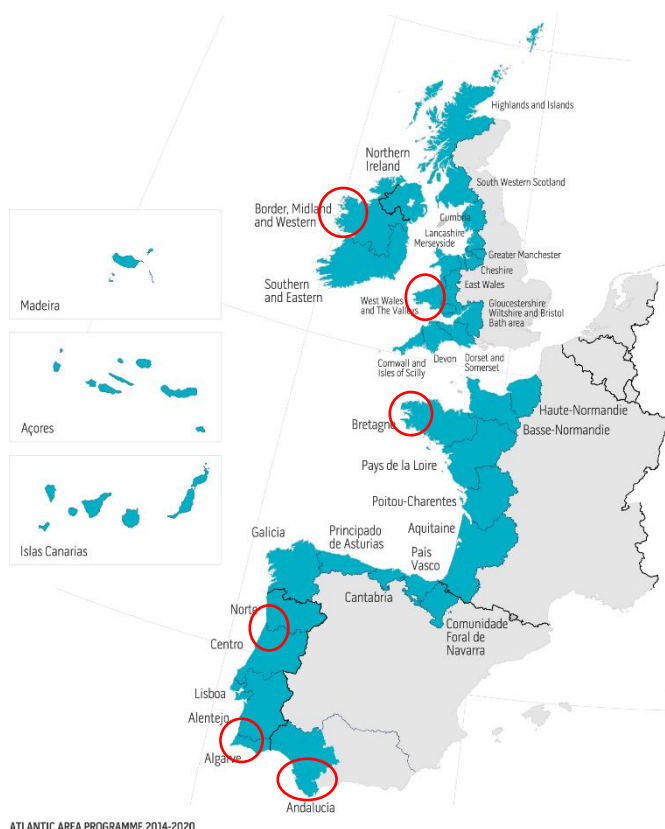 Highlands and Islands
Northern
Ireland
South Western Scotland
Border, Midland
and Western
Cumbria
Lancashire
Merseyside
Greater Manchester
Cheshire
East Wales
Southern
and Eastern
West Wales
and The Valleys
Gloucestershire
Wiltshire and Bristol
Bath area
Cornwall and
Isles of Scilly
Devon
Dorset and
Somerset
Madeira
Açores
Islas Canarias
Haute-Normandie
Basse-Normandie
Bretagne
Pays de la Loire
Poitou-Charentes
Aquitaine
Galicia
Principado
de Asturias
País
Vasco
Cantabria
Comunidade
Foral de
Navarra
Norte
Centro
Lisboa
Alentejo
Algarve
Andalucia
ATLANTIC AREA PROGRAMME 2014-2020